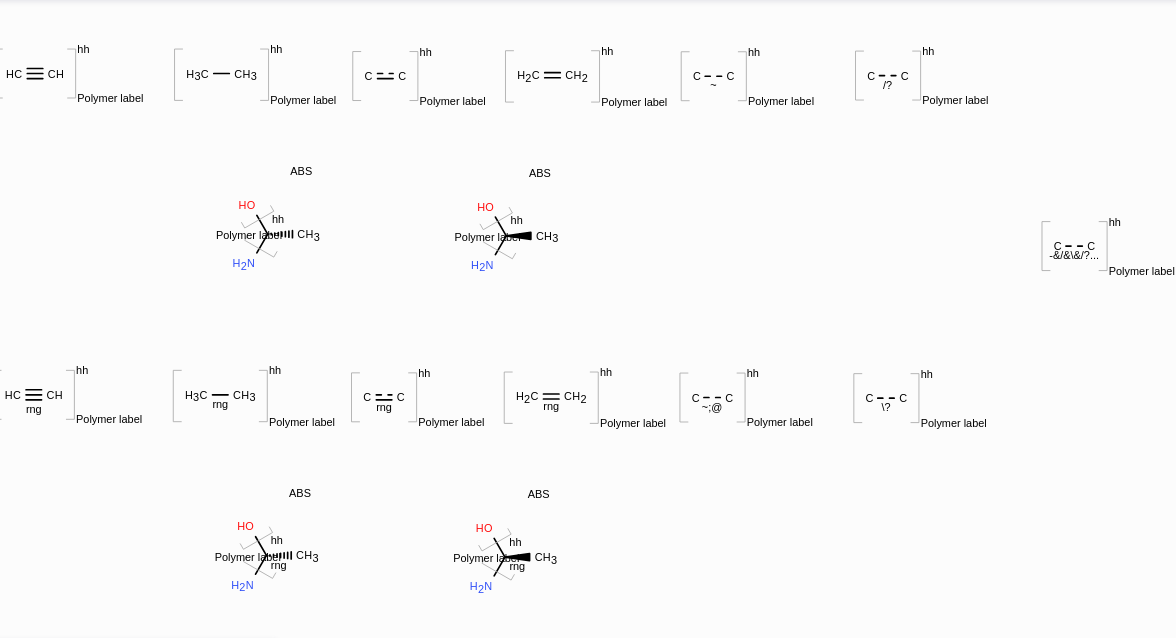 hh hh hh hh hh hh
HC CH H3C CH3 C C H2C CH2 C C C C
~ /?
Polymer label Polymer label Polymer label Polymer label Polymer label Polymer label
ABS ABS
HO HO
hh hh hh
Polymer label CH3 Polymer label CH3
C C
-&/&\&/?...
H2N H2N
Polymer label
hh hh hh hh hh hh
HC CH H3C CH3 C C H2C CH2 C C C C
rng rng rng rng ~;@ \?
Polymer label Polymer label Polymer label Polymer label Polymer label Polymer label
ABS ABS
HO HO
hh hh
Polymer label CH3 Polymer label CH3
rng rng
H2N H2N